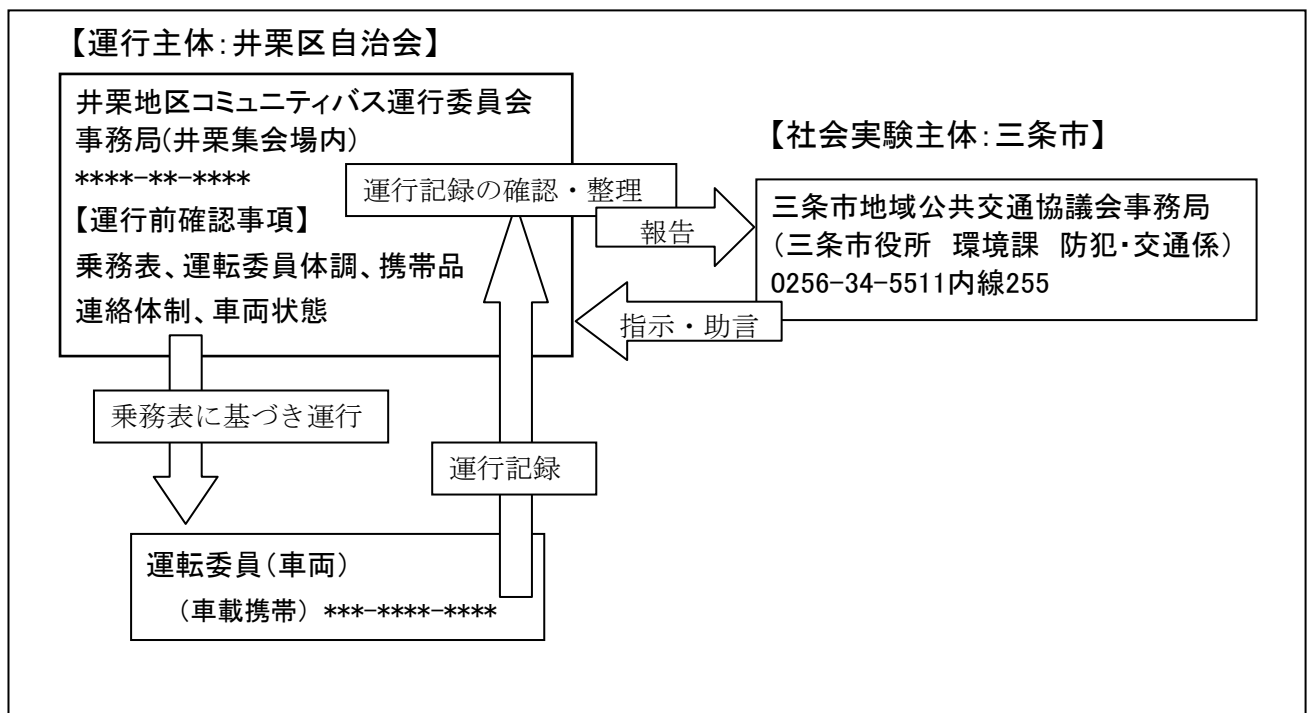 【運行主体:井栗区自治会】
井栗地区コミュニティバス運行委員会
事務局(井栗集会場内)
****-**-****
【運行前確認事項】
乗務表、運転委員体調、携帯品
連絡体制、車両状態
運行記録の確認・整理
報告
指示・助言
【社会実験主体:三条市】
三条市地域公共交通協議会事務局
(三条市役所 環境課 防犯・交通係)
0256-34-5511内線255
乗務表に基づき運行
運行記録
運転委員(車両)
(車載携帯) ***-****-****